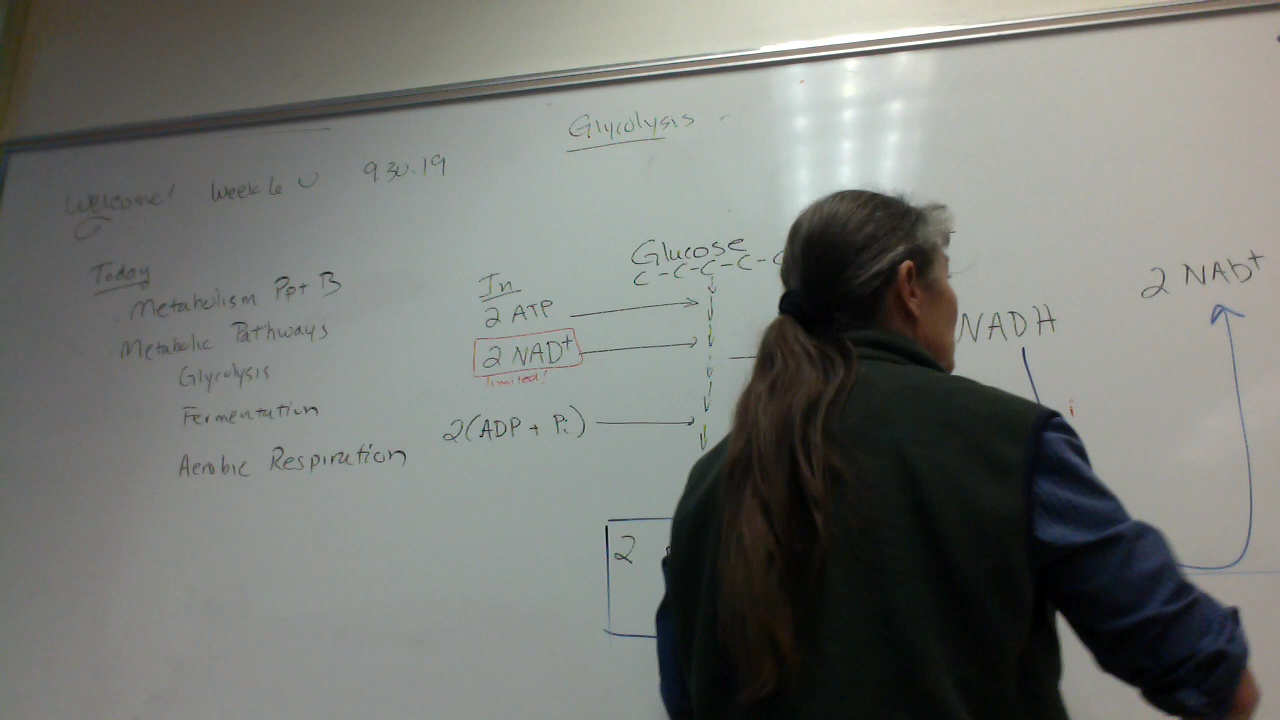 Glycolysis
Welcome! Week 6 9.30.19
Today
Metabolism Ppt B
Metabolic Pathways
Glycolysis
Fermentation
Aerobic Respiration
In
2 ATP
2 NAD+
limited!
2(ADP + Pi)
Glucose
C-C-C-C-C
NADH
2 NAD+
2